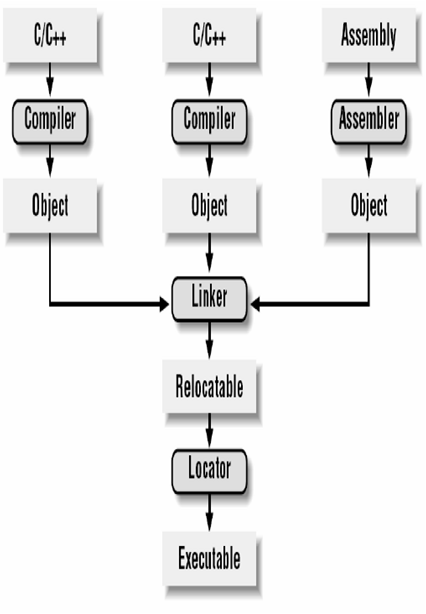 C/C++
C/C++
Assembly
Compiler
Compiler
Assembler
Object
Object
Object
Linker
Relocatable
Locator
Executable